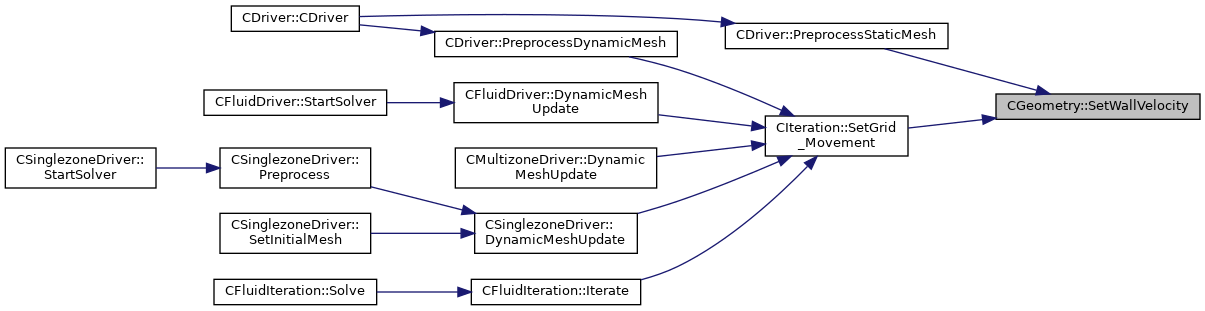 CDriver::CDriver
CDriver::PreprocessStaticMesh
CDriver::PreprocessDynamicMesh
CFluidDriver::StartSolver
CFluidDriver::DynamicMesh
Update
CGeometry::SetWallVelocity
CIteration::SetGrid
_Movement
CMultizoneDriver::Dynamic
MeshUpdate
CSinglezoneDriver::
StartSolver
CSinglezoneDriver::
Preprocess
CSinglezoneDriver::
SetInitialMesh
CSinglezoneDriver::
DynamicMeshUpdate
CFluidIteration::Solve
CFluidIteration::Iterate